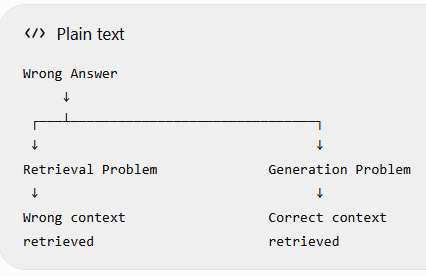 </> Plain text
Wrong Answer
↓
┌───┴──────────────────────────────┐
↓ ↓
Retrieval Problem Generation Problem
↓ ↓
Wrong context Correct context
retrieved retrieved